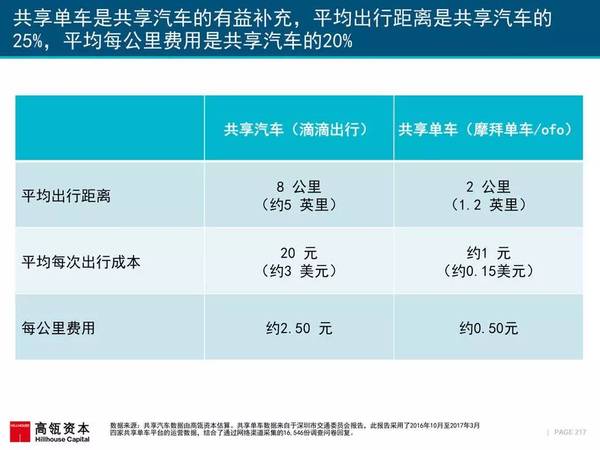 共享单车是共享汽车的有益补充，平均出行距离是共享汽车的
25%，平均每公里费用是共享汽车的20%
共享汽车（滴滴出行）
共享单车（摩拜单车/ofo）
平均出行距离
8 公里
（约5 英里）
2 公里
（1.2 英里）
平均每次出行成本
20 元
（约3 美元）
约1 元
（约0.15美元）
每公里费用
约2.50 元
约0.50元
HILLHOUSE
高瓴资本
Hillhouse Capital
数据来源：共享汽车数据由高瓴资本估算。共享单车数据来自于深圳市交通委员会报告，此报告采用了2016年10月至2017年3月
四家共享单车平台的运营数据，结合了通过网络渠道采集的16,546份调查问卷回复。
| PAGE 217